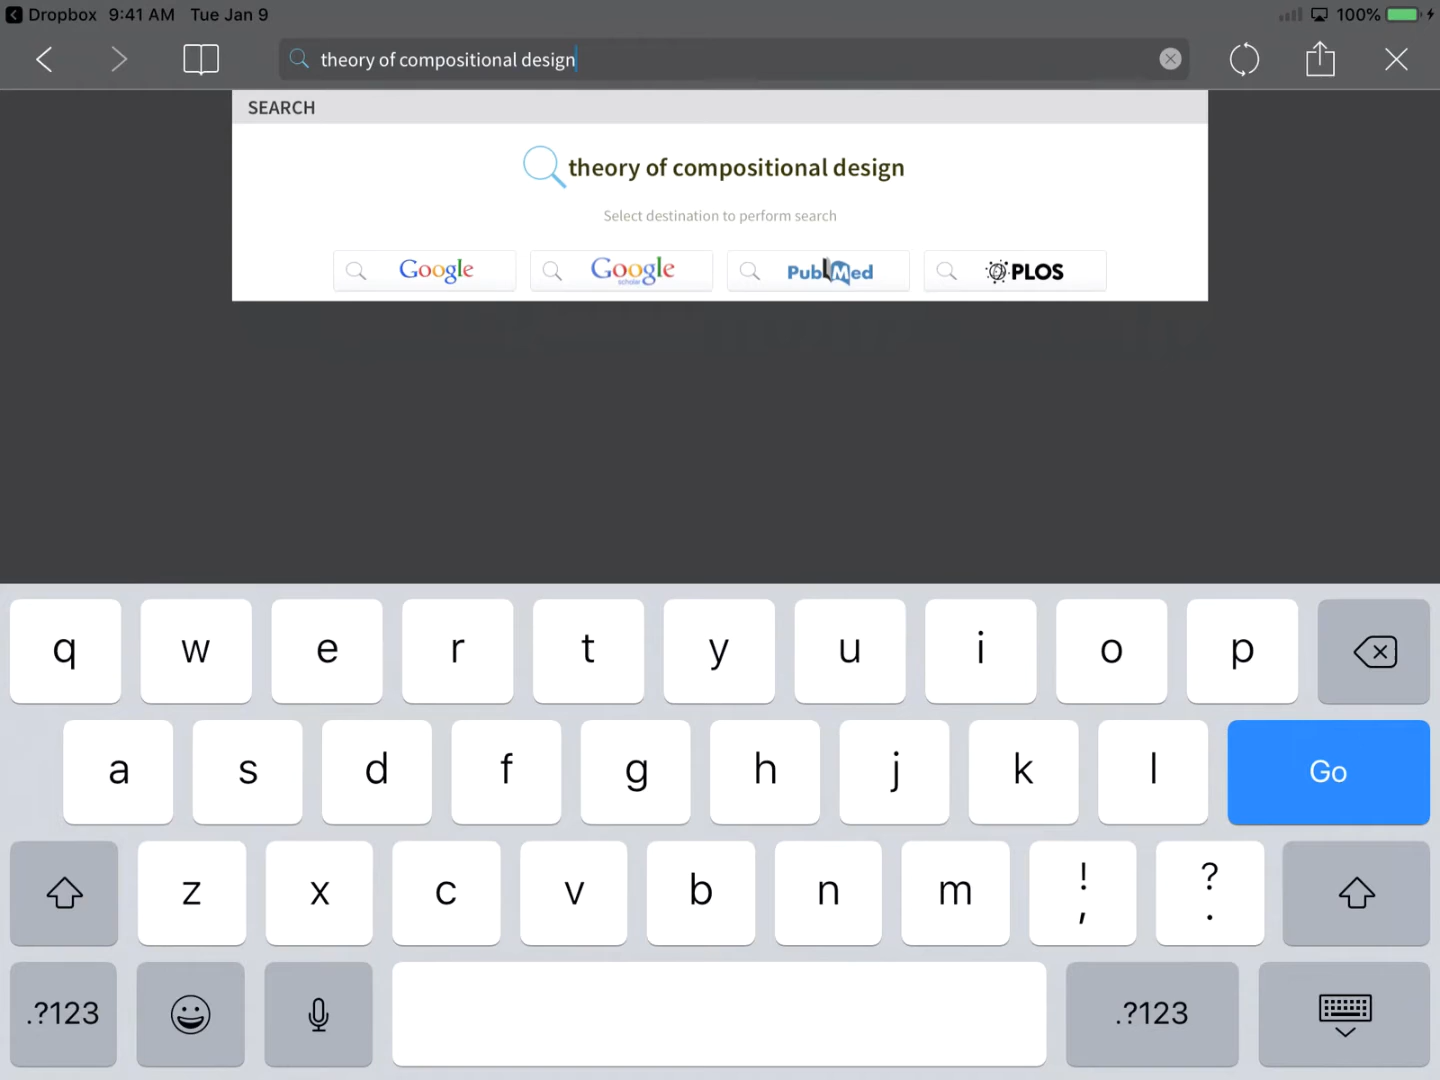 Dropbox 9:41 AM Tue Jan 9 100%
theory of compositional design
SEARCH
theory of compositional design
Select destination to perform search
Google Google scholar PubMed PLOS
q w e r t y u i o p
a s d f g h j k l Go
z x c v b n m ! , ? .
.?123 .?123